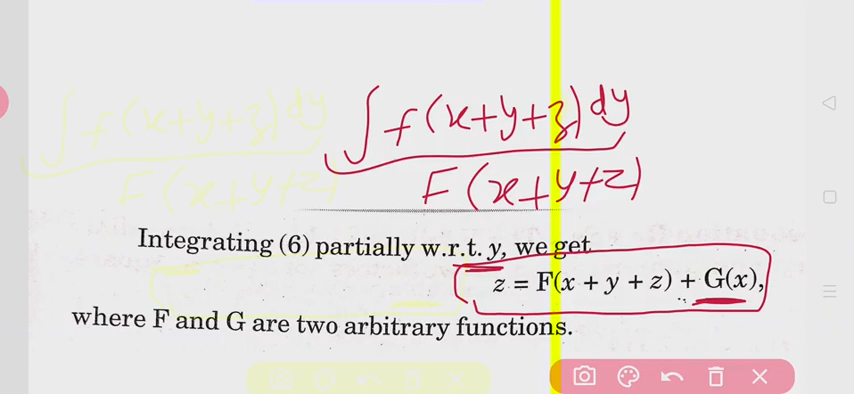 ∫f(x+y+z)dy
F(x+y+z)
Integrating (6) partially w.r.t. y, we get
z = F(x + y + z) + G(x),
where F and G are two arbitrary functions.